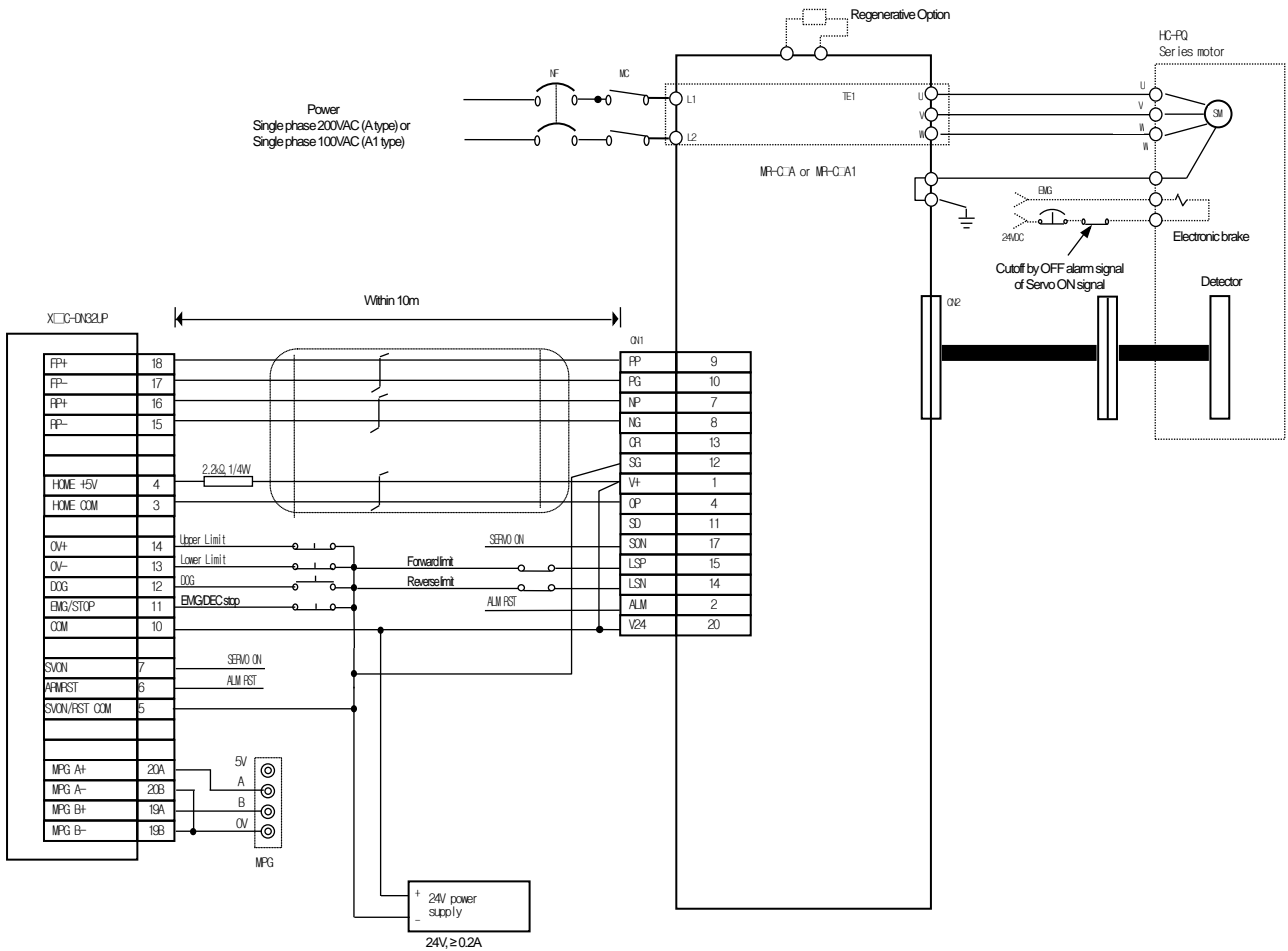 Regenerative Option
HC-PQ
Series motor
NF
MC
Power
Single phase 200VAC (A type) or
Single phase 100VAC (A1 type)
L1
L2
TE1
U
V
W
U
V
W
W
SM
MR-C□A or MR-C□A1
EMG
24VDC
Electronic brake
Cutoff by OFF alarm signal
of Servo ON signal
Detector
CN2
Within 10m
X□C-DN32UP
CN1
FP+ 18
FP- 17
RP+ 16
RP- 15
HOME +5V 4
HOME COM 3
OV+ 14
OV- 13
DOG 12
EMG/STOP 11
COM 10
SVON 7
ARMRST 6
SVON/RST COM 5
MPG A+ 20A
MPG A- 20B
MPG B+ 19A
MPG B- 19B
2.2kΩ, 1/4W
Upper Limit
Lower Limit
DOG
EMG/DEC stop
SERVO ON
ALM RST
SERVO ON
Forward limit
Reverse limit
ALM RST
PP 9
PG 10
NP 7
NG 8
CR 13
SG 12
V+ 1
OP 4
SD 11
SON 17
LSP 15
LSN 14
ALM 2
V24 20
5V
A
B
0V
MPG
+ 24V power
supply
-
24V, ≥ 0.2A